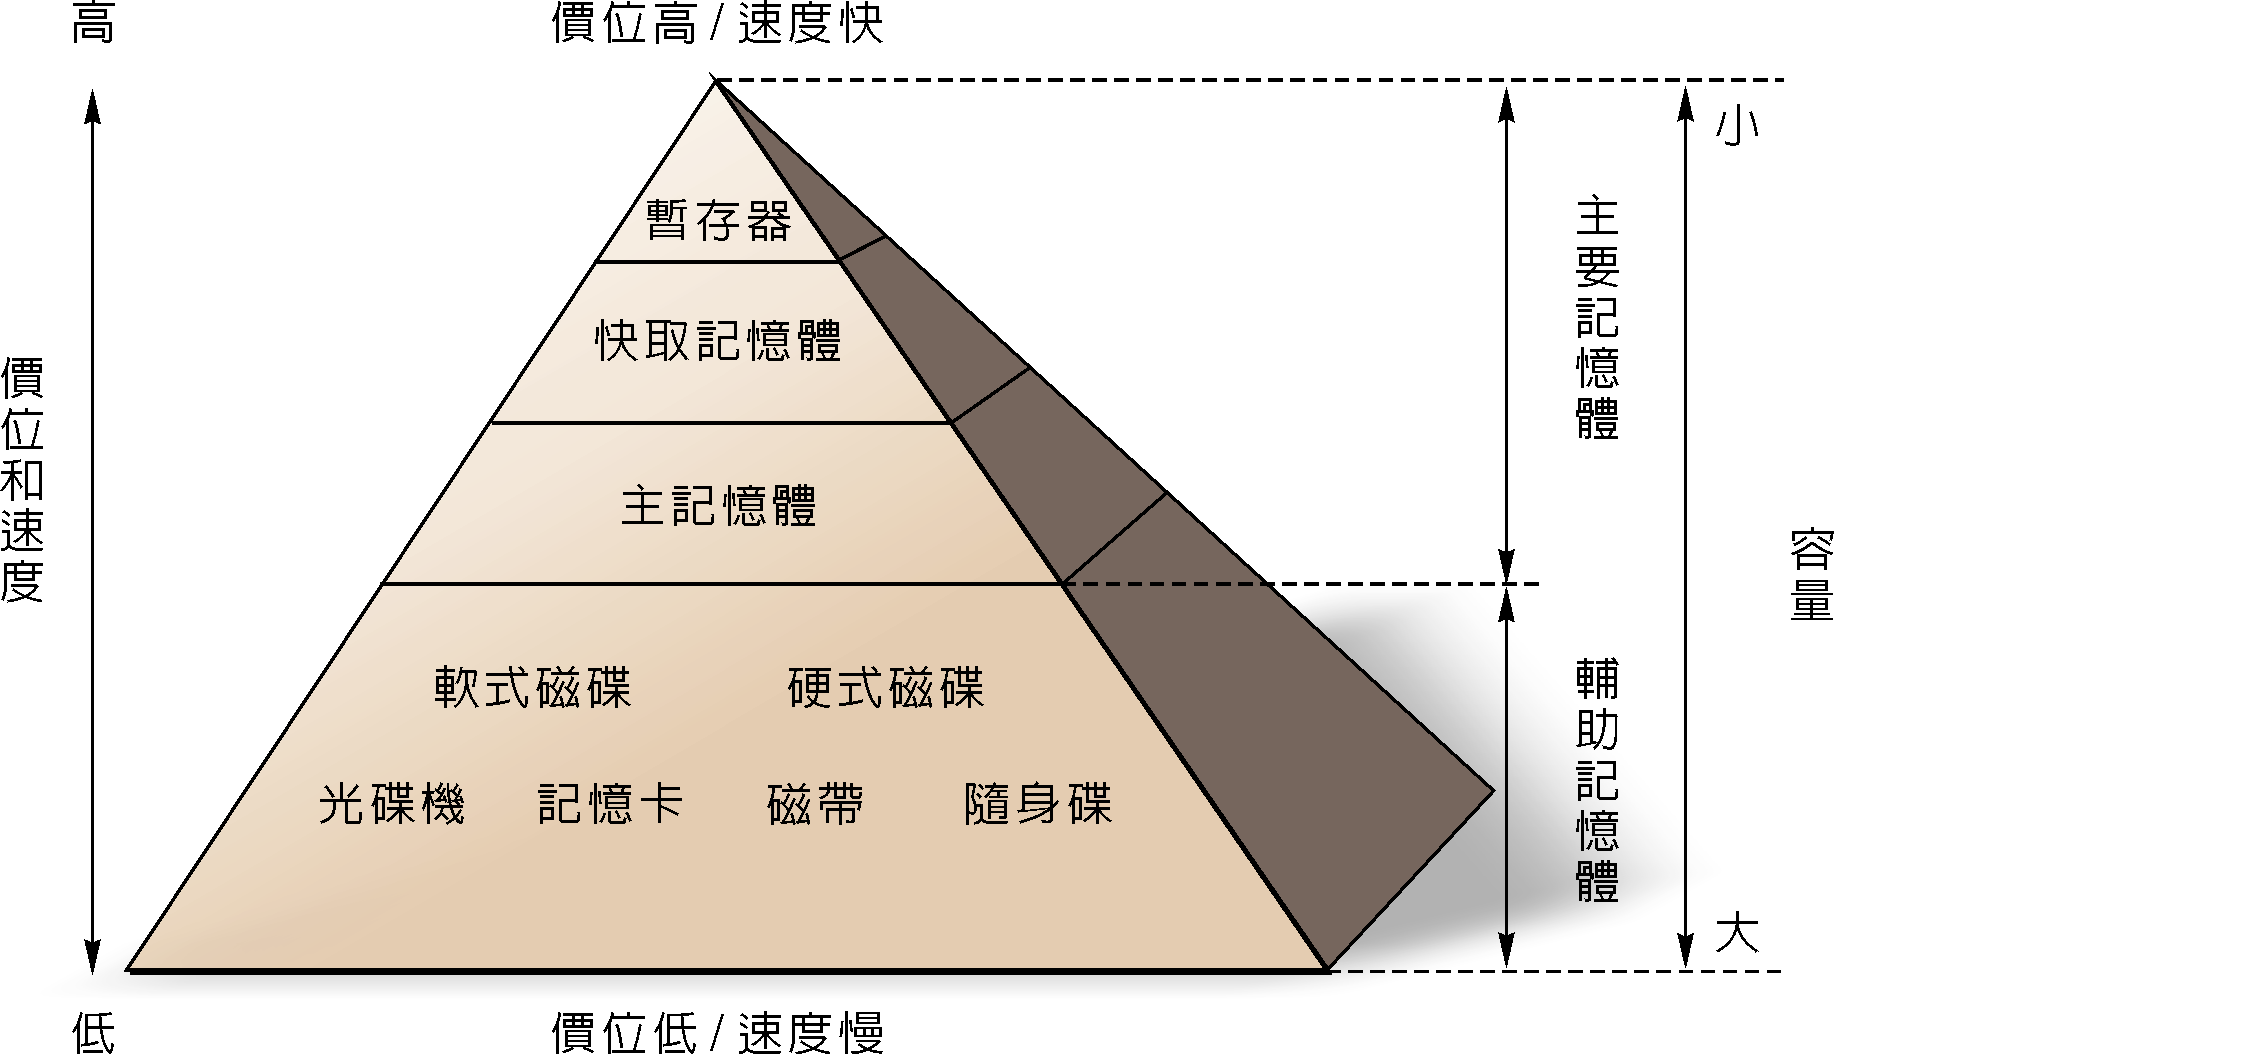 高
價位高 / 速度快
小
暫存器
主要記憶體
快取記憶體
價位和速度
主記憶體
容量
軟式磁碟 硬式磁碟
輔助記憶體
光碟機 記憶卡 磁帶 隨身碟
大
低
價位低 / 速度慢